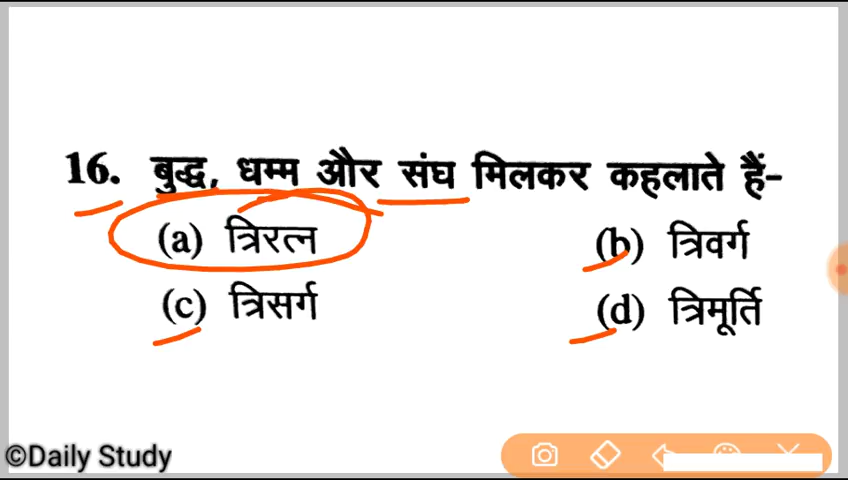 16. बुद्ध, धम्म और संघ मिलकर कहलाते हैं-
(a) त्रिरत्न (b) त्रिवर्ग
(c) त्रिसर्ग (d) त्रिमूर्ति
©Daily Study